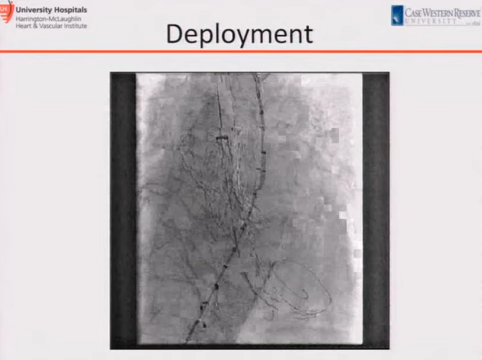 University Hospitals
Harrington-McLaughlin
Heart & Vascular Institute
CASE WESTERN RESERVE
UNIVERSITY
Deployment